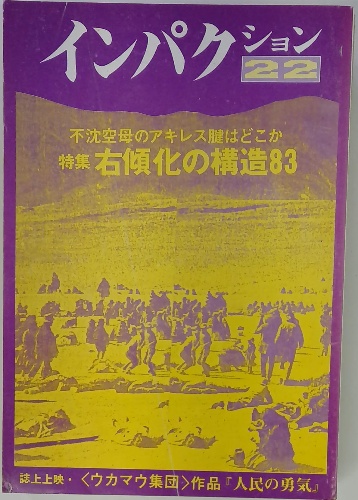 インパクション
22
不沈空母のアキレス腱はどこか
特集 右傾化の構造83
誌上上映・〈ウカマウ集団〉作品『人民の勇気』